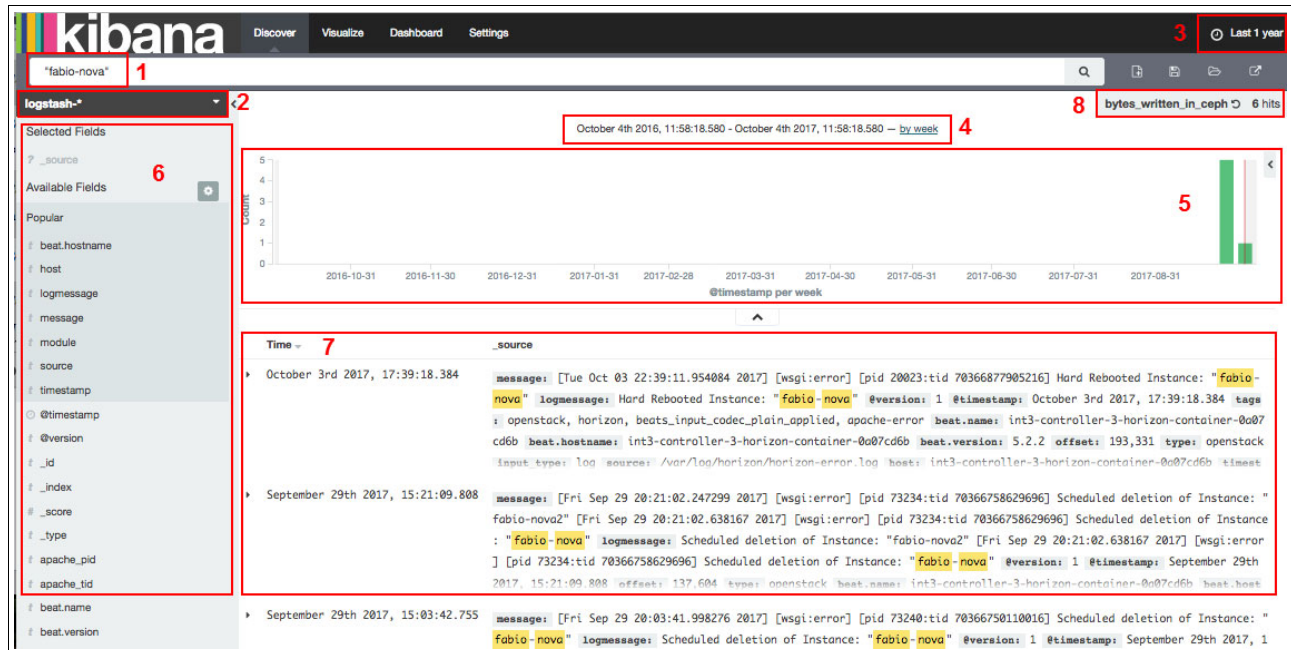 kibana
Discover Visualize Dashboard Settings
3 Last 1 year
"fabio-nova" 1
logstash-* 2
8 bytes_written_in_ceph 6 hits
Selected Fields
? _source
6
Available Fields
Popular
t beat.hostname
t host
t logmessage
t message
t module
t source
t timestamp
@timestamp
t @version
t _id
t _index
# _score
t _type
t apache_pid
t apache_tid
t beat.name
t beat.version
October 4th 2016, 11:58:18.580 - October 4th 2017, 11:58:18.580 — by week 4
5
4
3
2
1
0
Count
5
2016-10-31 2016-11-30 2016-12-31 2017-01-31 2017-02-28 2017-03-31 2017-04-30 2017-05-31 2017-06-30 2017-07-31 2017-08-31
@timestamp per week
Time 7 _source
October 3rd 2017, 17:39:18.384
message: [Tue Oct 03 22:39:11.954084 2017] [wsgi:error] [pid 20023:tid 70366877905216] Hard Rebooted Instance: "fabio-
nova" logmessage: Hard Rebooted Instance: "fabio-nova" @version: 1 @timestamp: October 3rd 2017, 17:39:18.384 tags
: openstack, horizon, beats_input_codec_plain_applied, apache-error beat.name: int3-controller-3-horizon-container-0a07
cd6b beat.hostname: int3-controller-3-horizon-container-0a07cd6b beat.version: 5.2.2 offset: 193,331 type: openstack
input_type: log source: /var/log/horizon/horizon-error.log host: int3-controller-3-horizon-container-0a07cd6b timest
September 29th 2017, 15:21:09.808
message: [Fri Sep 29 20:21:02.247299 2017] [wsgi:error] [pid 73234:tid 70366758629696] Scheduled deletion of Instance: "
fabio-nova2" [Fri Sep 29 20:21:02.638167 2017] [wsgi:error] [pid 73234:tid 70366758629696] Scheduled deletion of Instance
: "fabio-nova" logmessage: Scheduled deletion of Instance: "fabio-nova2" [Fri Sep 29 20:21:02.638167 2017] [wsgi:error
] [pid 73234:tid 70366758629696] Scheduled deletion of Instance: "fabio-nova" @version: 1 @timestamp: September 29th
2017, 15:21:09.808 offset: 137,604 type: openstack beat.name: int3-controller-3-horizon-container-0a07cd6b beat.host
September 29th 2017, 15:03:42.755
message: [Fri Sep 29 20:03:41.998276 2017] [wsgi:error] [pid 73240:tid 70366750110016] Scheduled deletion of Instance: "
fabio-nova" logmessage: Scheduled deletion of Instance: "fabio-nova" @version: 1 @timestamp: September 29th 2017, 1